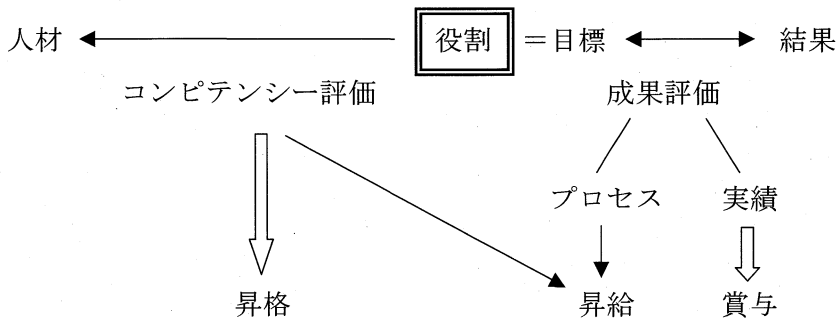 人材 役割 =目標 結果
コンピテンシー評価 成果評価
プロセス 実績
昇格 昇給 賞与